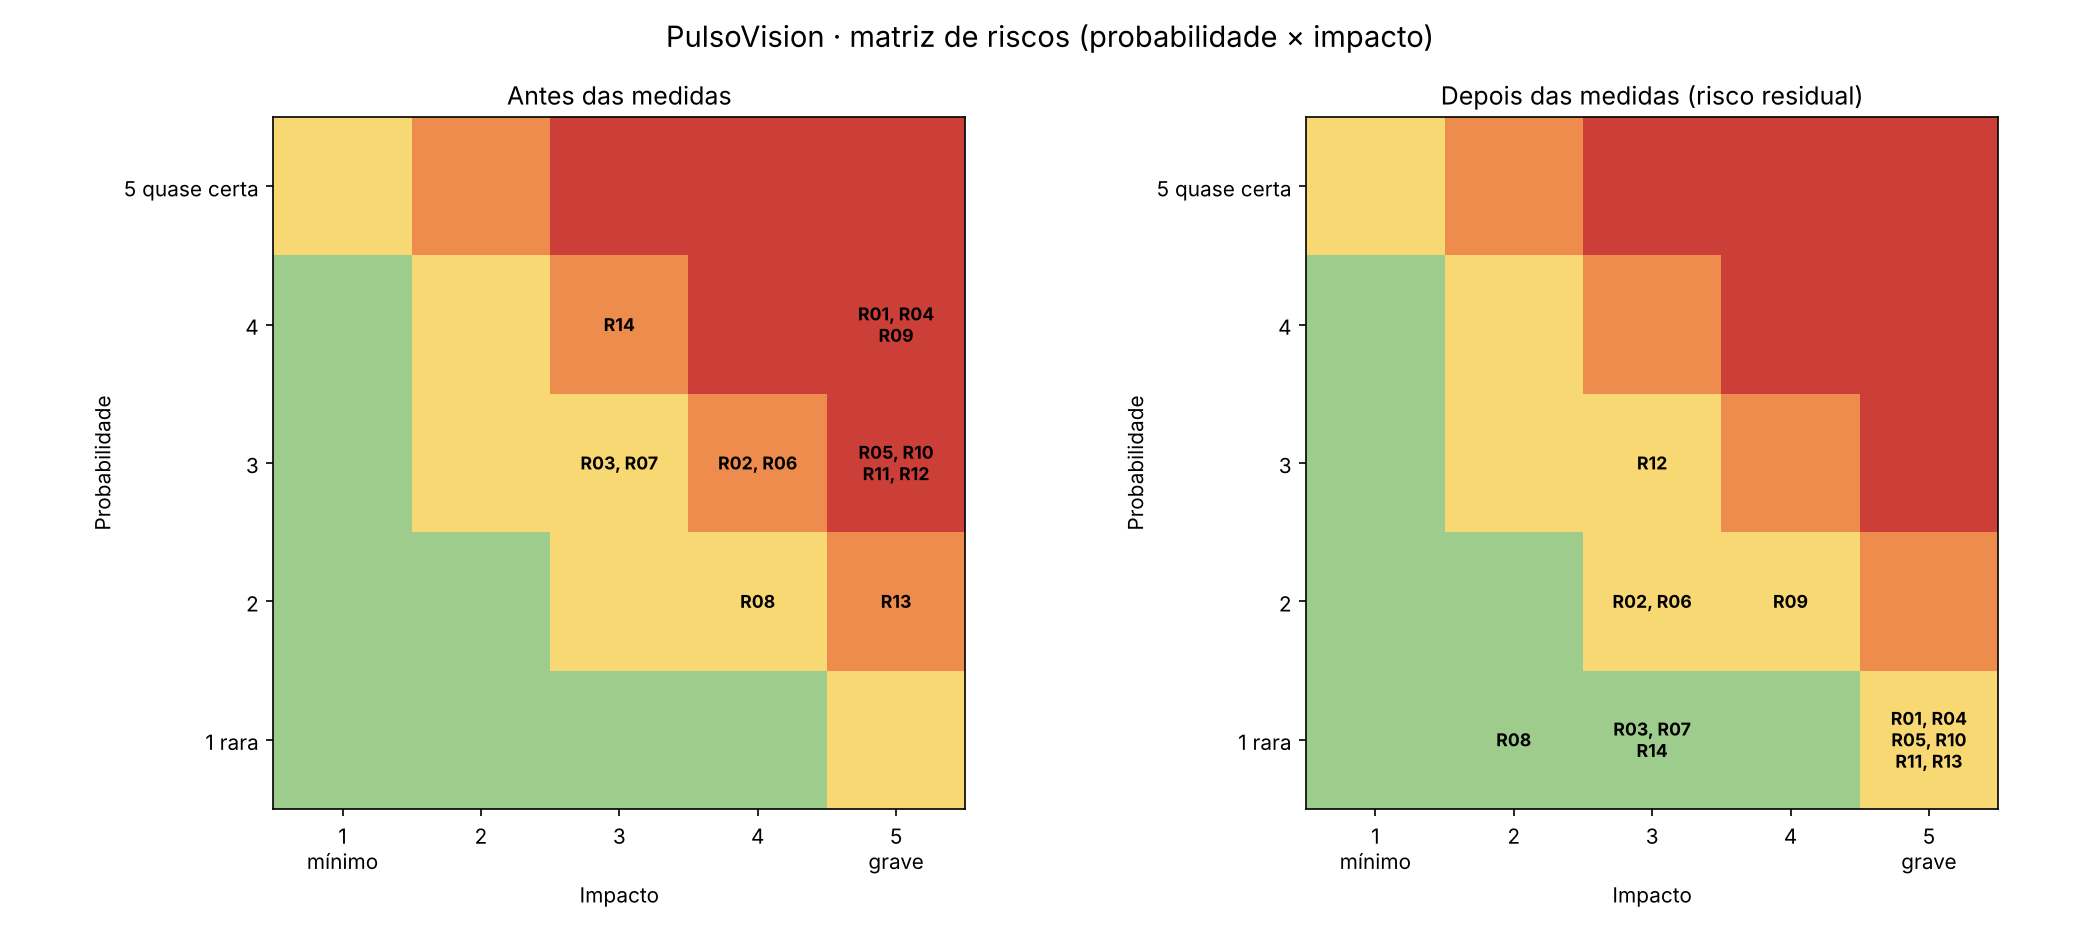 PulsoVision · matriz de riscos (probabilidade × impacto)
Antes das medidas
Probabilidade
5 quase certa
4
3
2
1 rara
R14
R01, R04
R09
R03, R07
R02, R06
R05, R10
R11, R12
R08
R13
1
mínimo
2
3
4
5
grave
Impacto
Depois das medidas (risco residual)
Probabilidade
5 quase certa
4
3
2
1 rara
R12
R02, R06
R09
R08
R03, R07
R14
R01, R04
R05, R10
R11, R13
1
mínimo
2
3
4
5
grave
Impacto